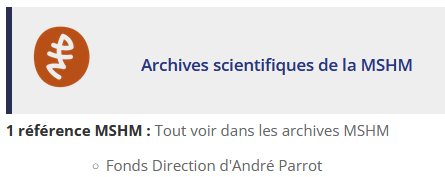 Archives scientifiques de la MSHM
1 référence MSHM : Tout voir dans les archives MSHM
Fonds Direction d'André Parrot